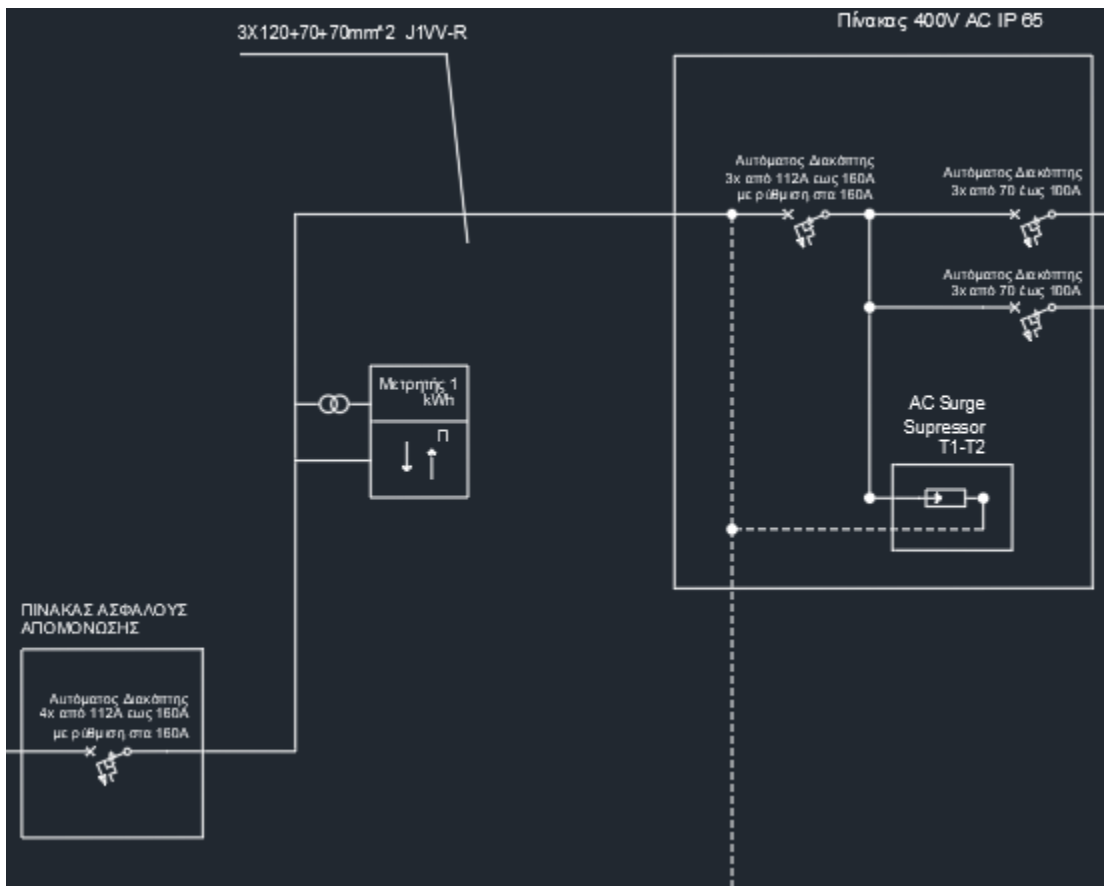 3X120+70+70mm^2 J1VV-R
Πίνακας 400V AC IP 65
Αυτόματος Διακόπτης
3x από 112A εως 160A
με ρύθμιση στα 160A
Αυτόματος Διακόπτης
3x από 70 έως 100A
Αυτόματος Διακόπτης
3x από 70 έως 100A
Μετρητής 1
kWh
Π
AC Surge
Supressor
T1-T2
ΠΙΝΑΚΑΣ ΑΣΦΑΛΟΥΣ
ΑΠΟΜΟΝΩΣΗΣ
Αυτόματος Διακόπτης
4x από 112A εως 160A
με ρύθμιση στα 160A